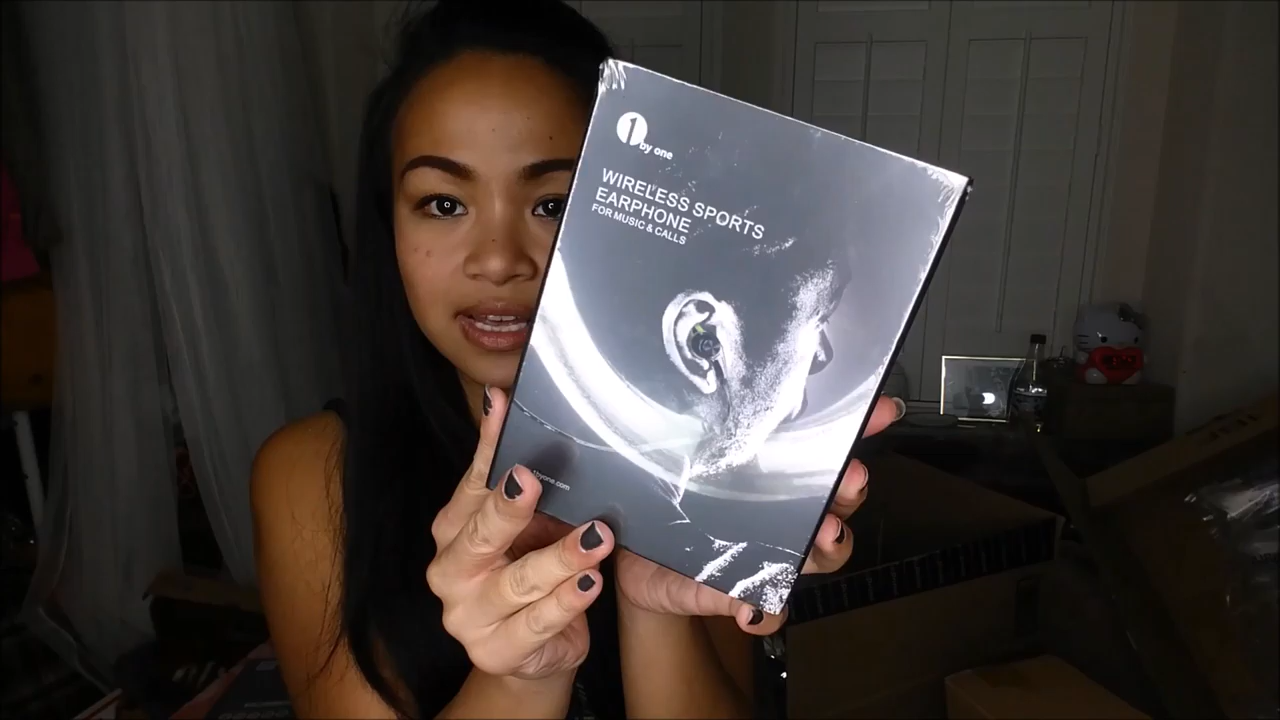 1 by one
WIRELESS SPORTS
EARPHONE
FOR MUSIC & CALLS
1byone.com